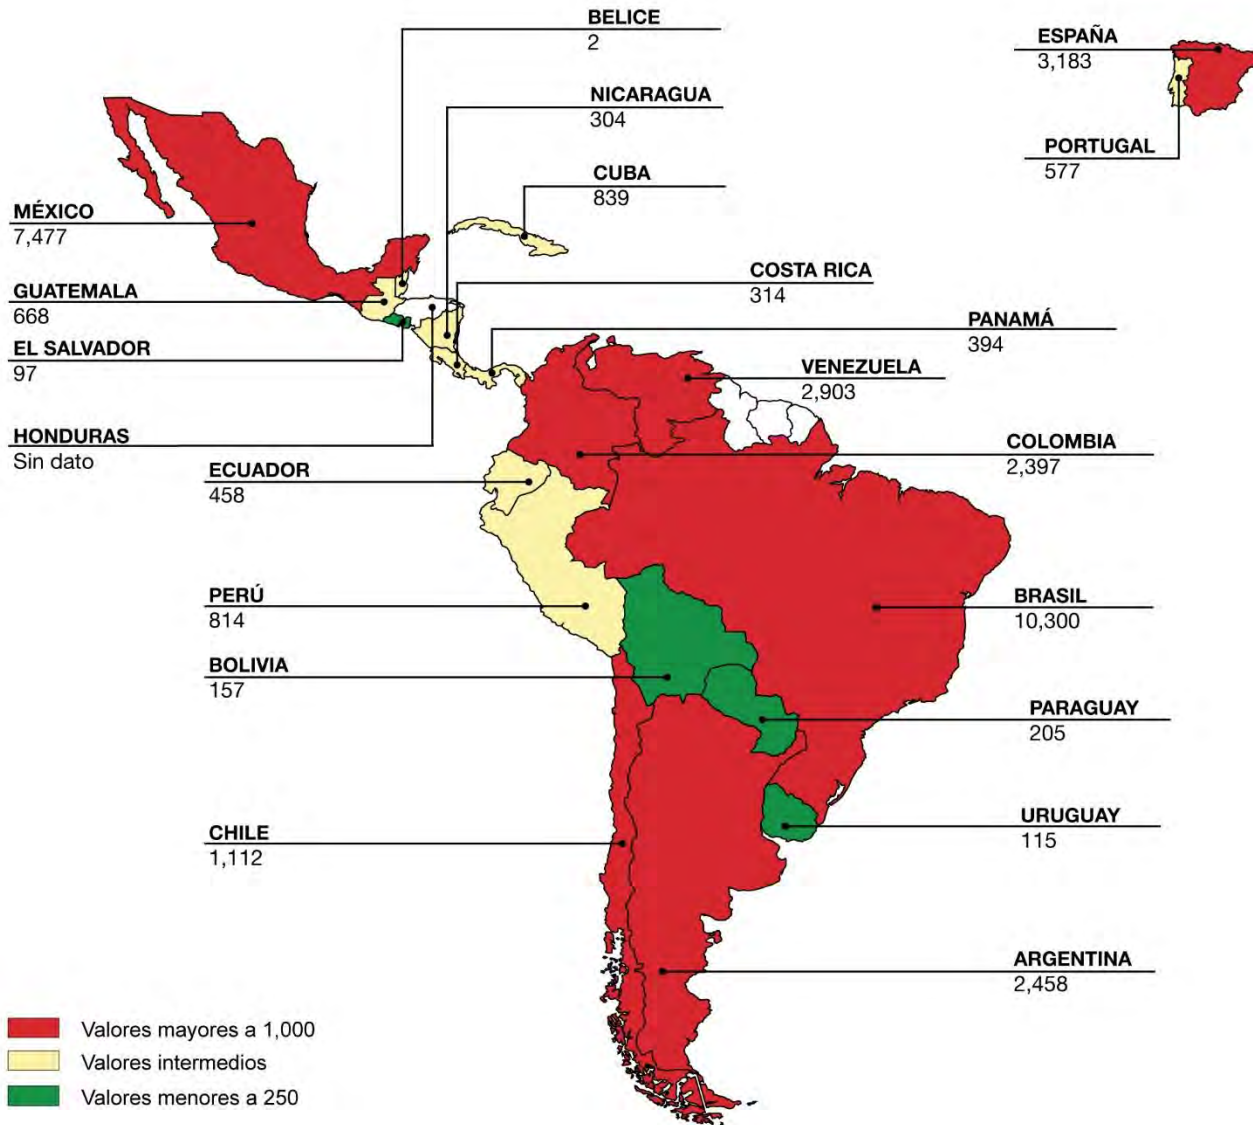 BELICE
2
ESPAÑA
3,183
NICARAGUA
304
PORTUGAL
577
CUBA
839
MÉXICO
7,477
COSTA RICA
314
GUATEMALA
668
PANAMÁ
394
EL SALVADOR
97
VENEZUELA
2,903
HONDURAS
Sin dato
COLOMBIA
2,397
ECUADOR
458
PERÚ
814
BRASIL
10,300
BOLIVIA
157
PARAGUAY
205
URUGUAY
115
CHILE
1,112
ARGENTINA
2,458
Valores mayores a 1,000
Valores intermedios
Valores menores a 250